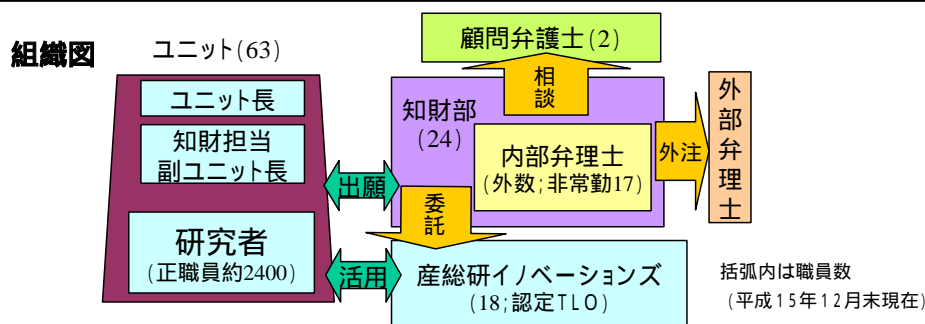 組織図
ユニット(63)
ユニット長
知財担当
副ユニット長
研究者
(正職員約2400)
出願
活用
顧問弁護士(2)
相談
知財部
(24)
内部弁理士
(外数;非常勤17)
外注
外部弁理士
委託
産総研イノベーションズ
(18;認定TLO)
括弧内は職員数
(平成15年12月末現在)